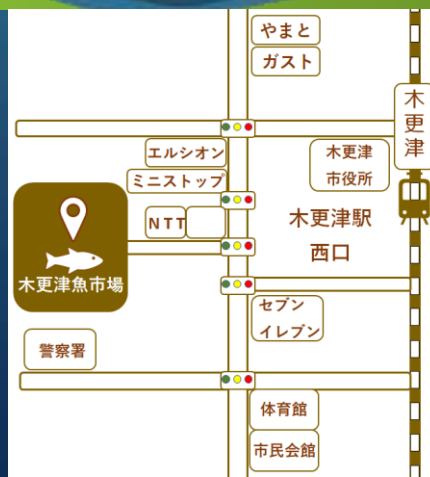 やまと
ガスト
木更津
エルシオン
木更津
市役所
ミニストップ
NTT
木更津駅
西口
木更津魚市場
セブン
イレブン
警察署
体育館
市民会館